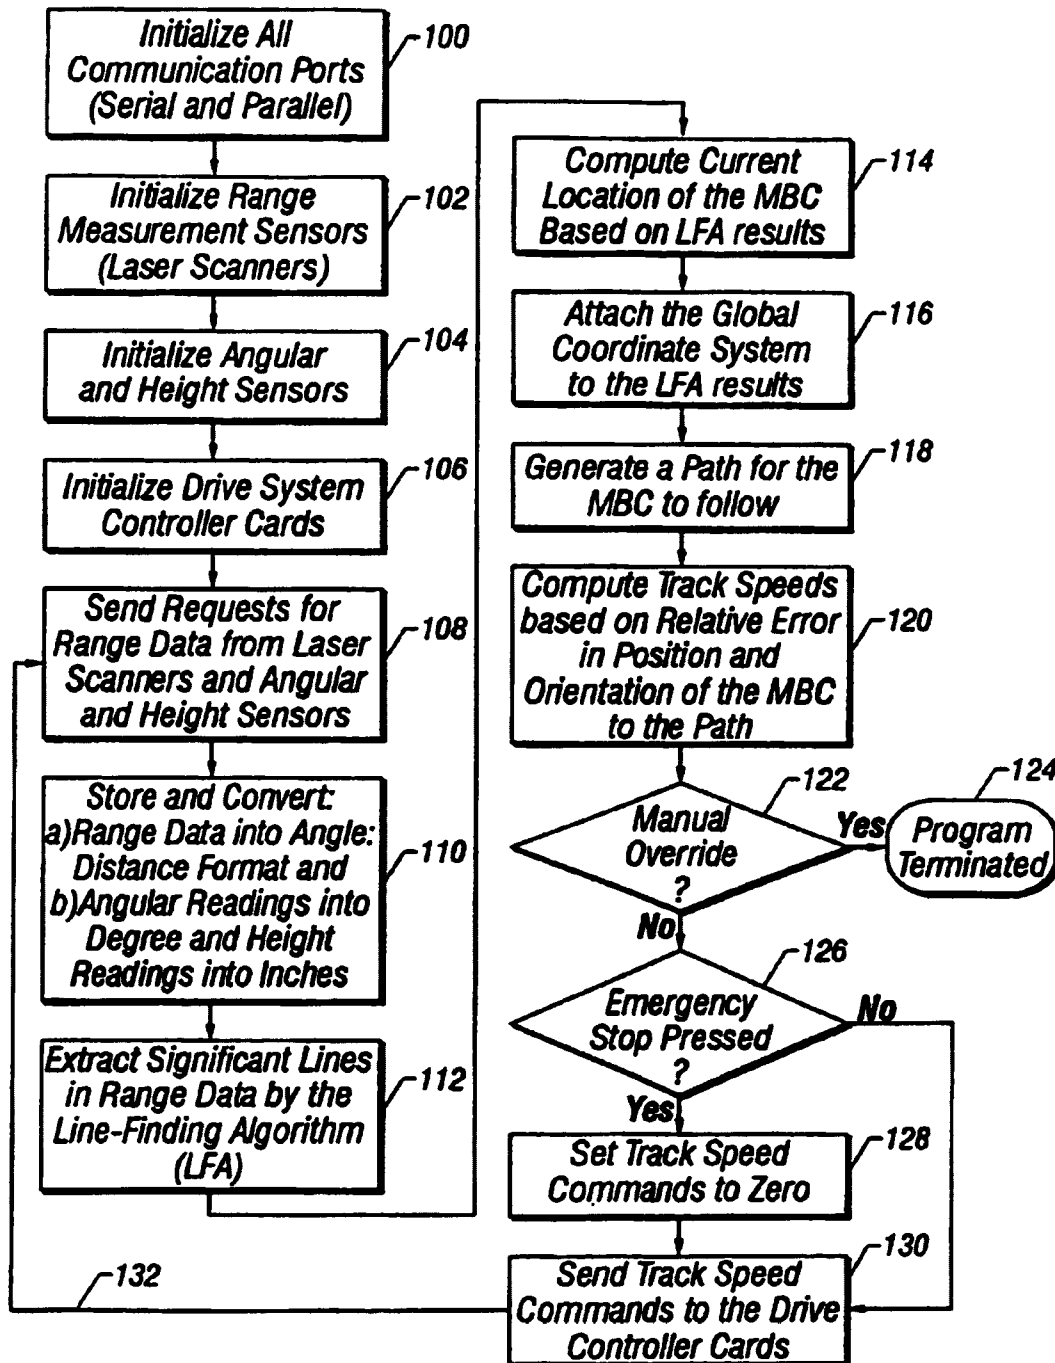 Initialize All
Communication Ports
(Serial and Parallel)
100
Initialize Range
Measurement Sensors
(Laser Scanners)
102
Initialize Angular
and Height Sensors
104
Initialize Drive System
Controller Cards
106
Send Requests for
Range Data from Laser
Scanners and Angular
and Height Sensors
108
Store and Convert:
a)Range Data into Angle:
Distance Format and
b)Angular Readings into
Degree and Height
Readings into Inches
110
Extract Significant Lines
in Range Data by the
Line-Finding Algorithm
(LFA)
112
Compute Current
Location of the MBC
Based on LFA results
114
Attach the Global
Coordinate System
to the LFA results
116
Generate a Path for the
MBC to follow
118
Compute Track Speeds
based on Relative Error
in Position and
Orientation of the MBC
to the Path
120
Manual
Override
?
122
Yes
Program
Terminated
124
No
Emergency
Stop Pressed
?
126
No
Yes
Set Track Speed
Commands to Zero
128
Send Track Speed
Commands to the Drive
Controller Cards
130
132